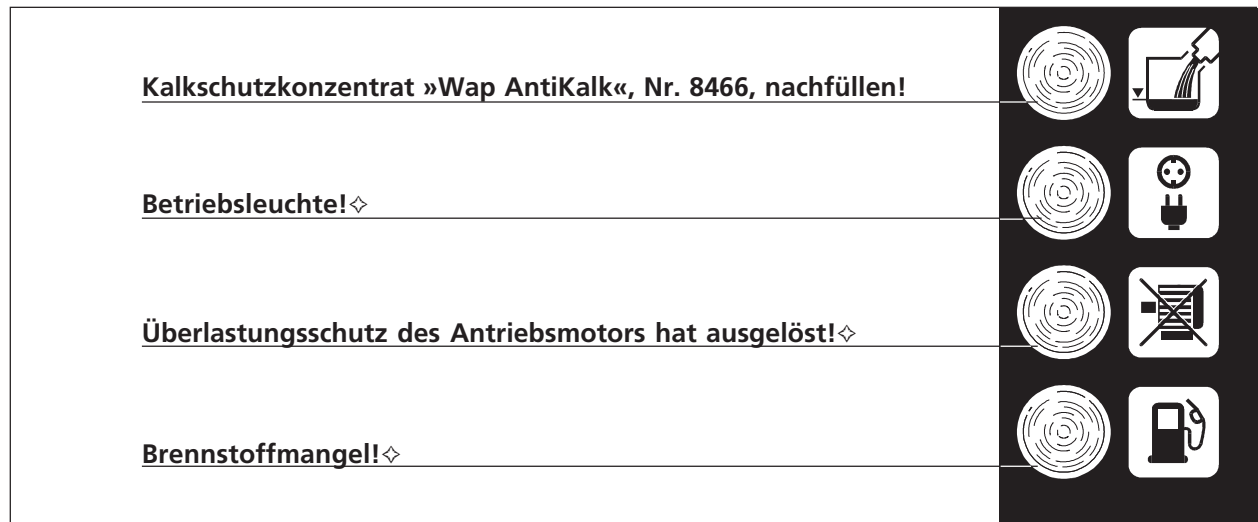 Kalkschutzkonzentrat »Wap AntiKalk«, Nr. 8466, nachfüllen!
Betriebsleuchte!✧
Überlastungsschutz des Antriebsmotors hat ausgelöst!✧
Brennstoffmangel!✧